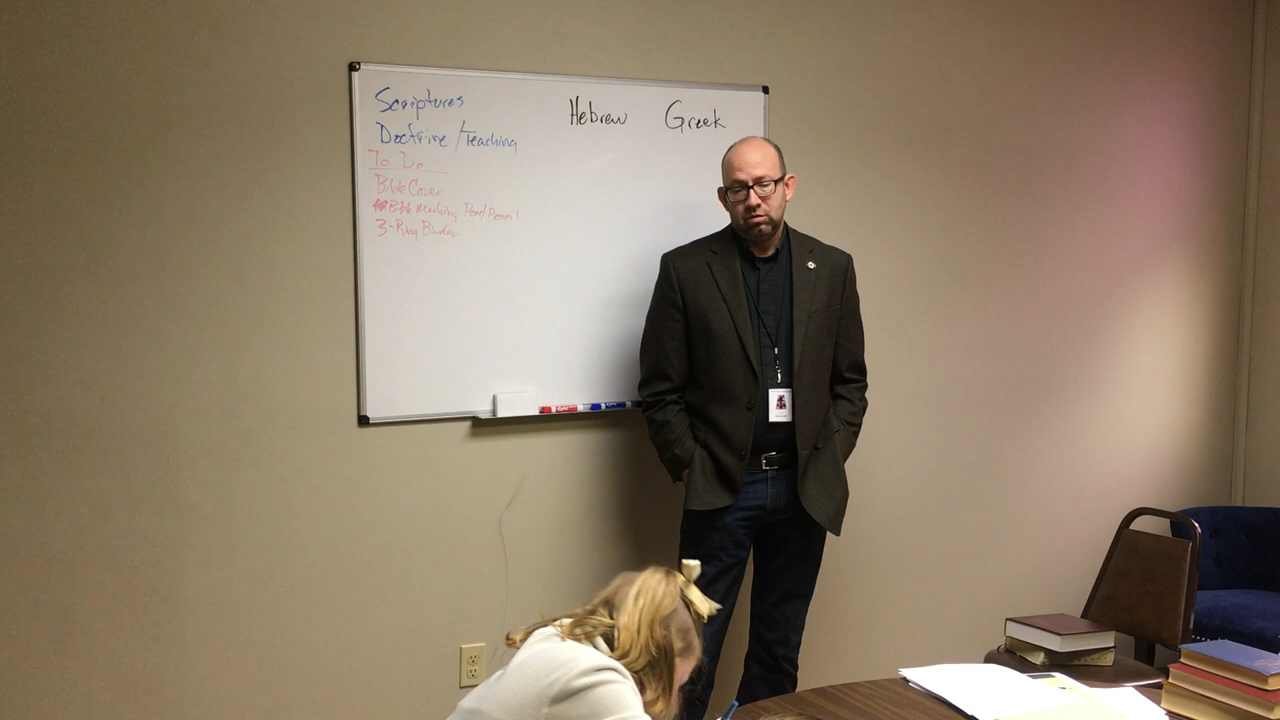 Scriptures
Hebrew Greek
Doctrine/Teaching
To Do
Bible Cover
Bible Marking Pen/Pencil
3-Ring Binder